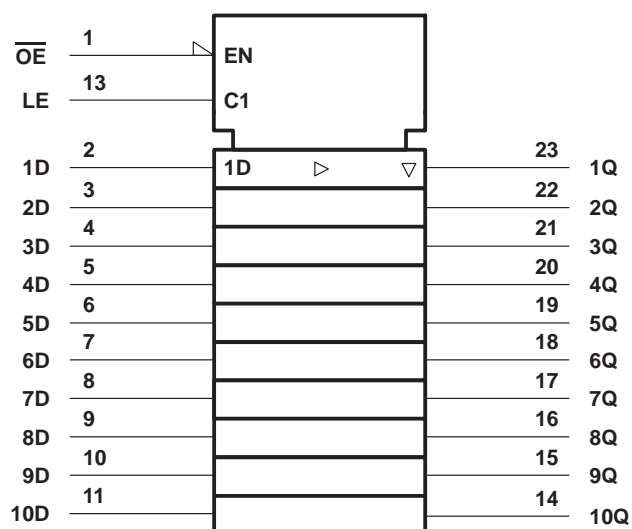 O̅E̅ 1 EN
LE 13 C1
1D 2 1D 23 1Q
2D 3 22 2Q
3D 4 21 3Q
4D 5 20 4Q
5D 6 19 5Q
6D 7 18 6Q
7D 8 17 7Q
8D 9 16 8Q
9D 10 15 9Q
10D 11 14 10Q